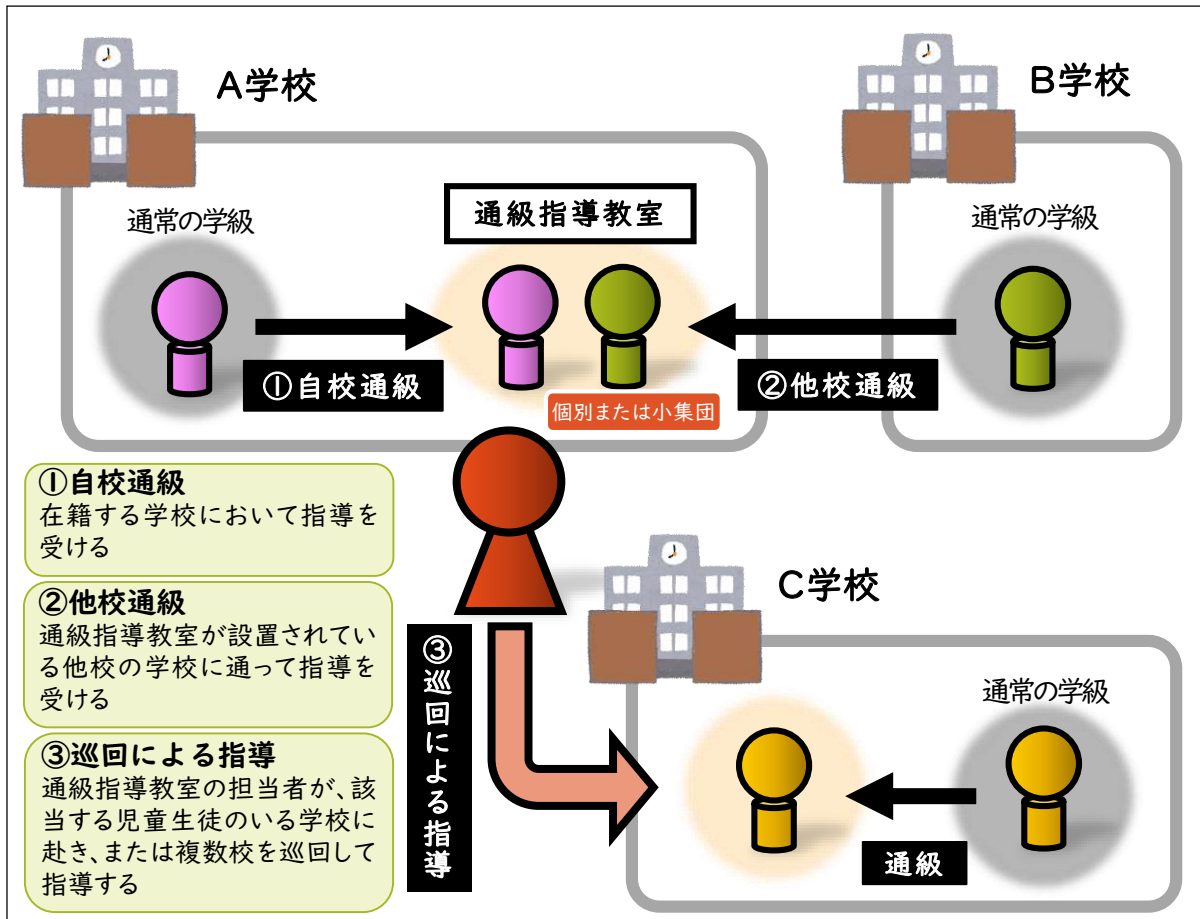 A学校
B学校
通常の学級
通級指導教室
通常の学級
①自校通級
②他校通級
個別または小集団
①自校通級
在籍する学校において指導を
受ける
②他校通級
通級指導教室が設置されてい
る他校の学校に通って指導を
受ける
③巡回による指導
通級指導教室の担当者が、該
当する児童生徒のいる学校に
赴き、または複数校を巡回して
指導する
③巡回による指導
C学校
通常の学級
通級